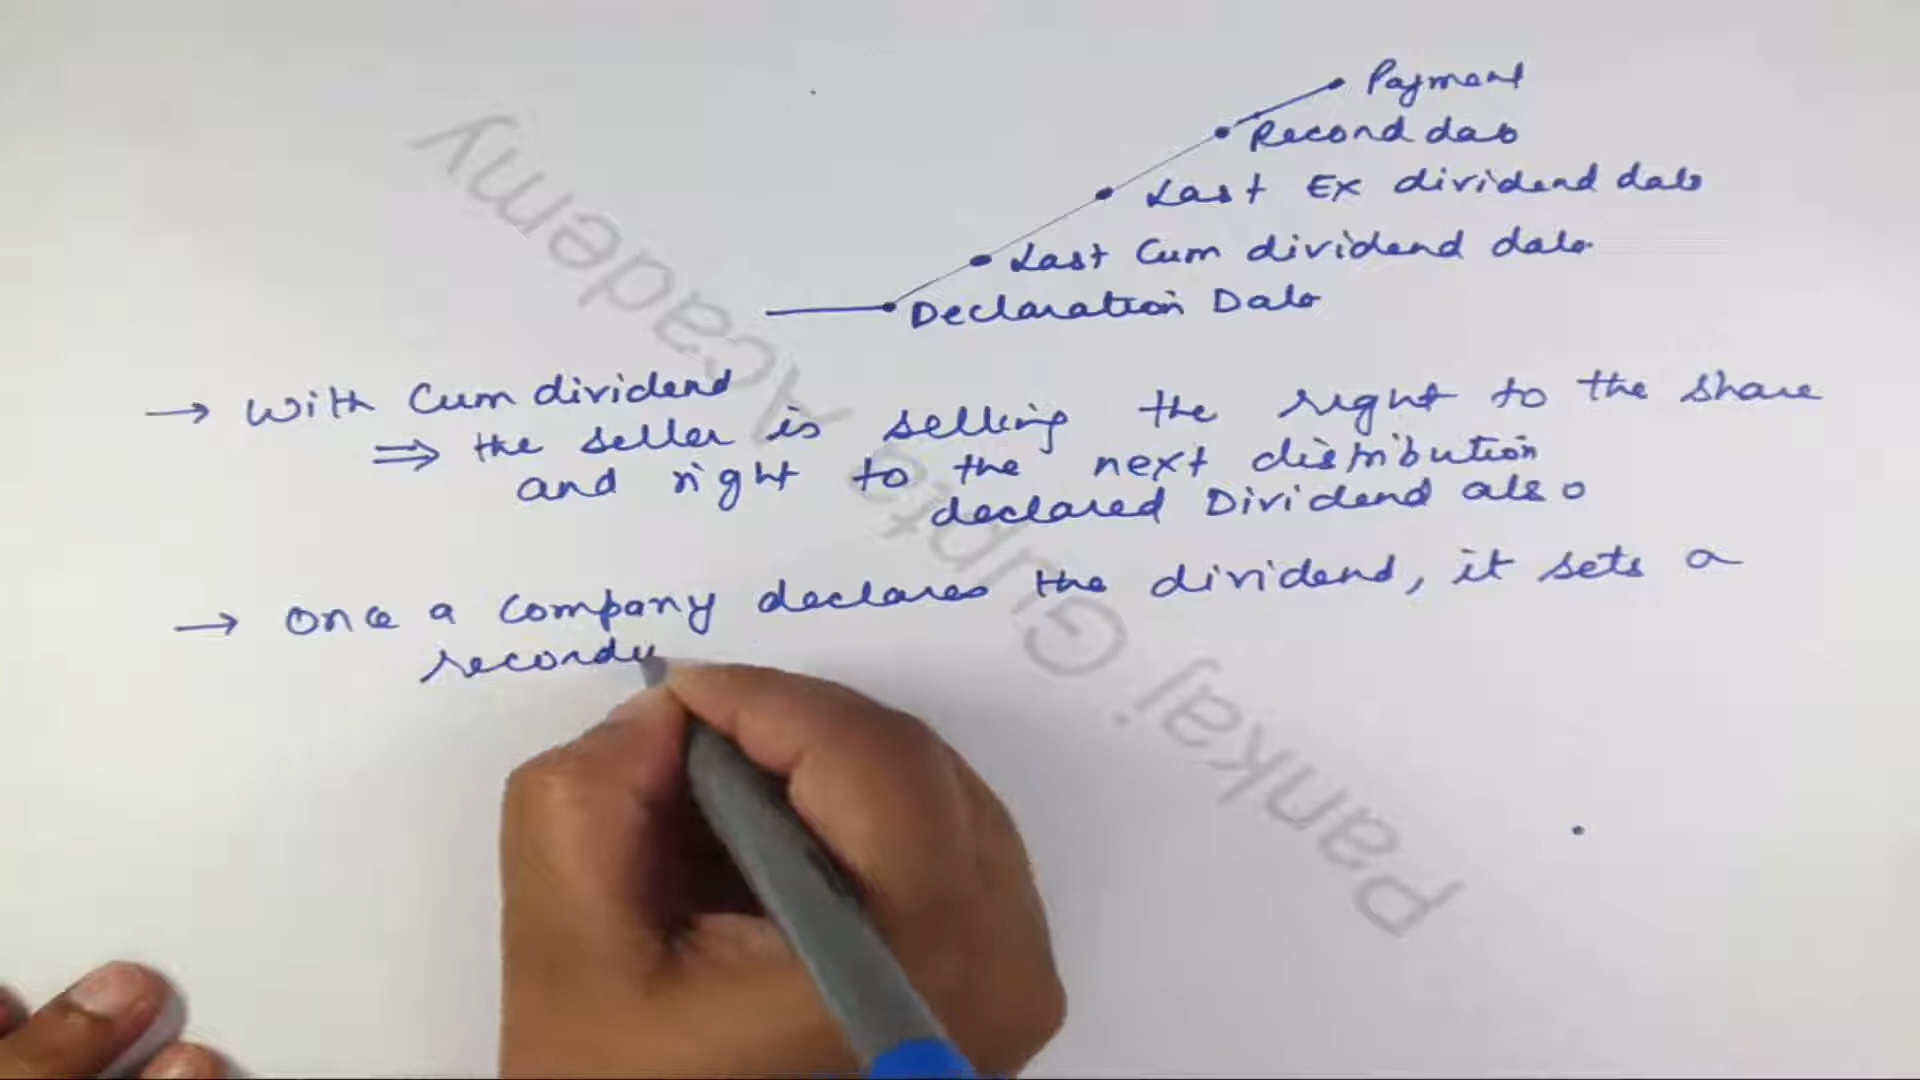 Payment
Record date
Last Ex dividend date
Last Cum dividend date
Declaration Date
→ With Cum dividend
⇒ the seller is selling the right to the share
and right to the next distribution
declared Dividend also
→ Once a Company declares the dividend, it sets a
record
Pankaj Gupta Academy